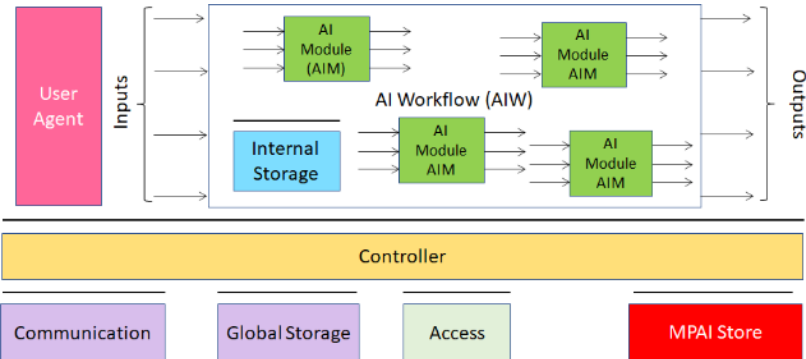 User
Agent
Inputs
AI
Module
(AIM)
AI
Module
AIM
AI Workflow (AIW)
Internal
Storage
AI
Module
AIM
AI
Module
AIM
Outputs
Controller
Communication
Global Storage
Access
MPAI Store